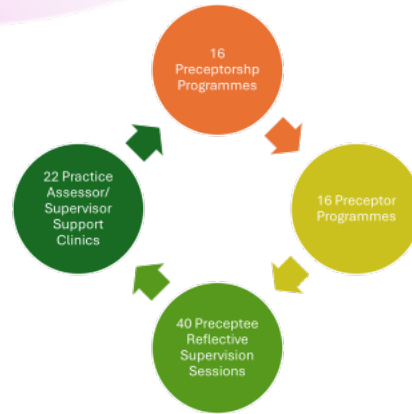 16
Preceptorshp
Programmes
16 Preceptor
Programmes
40 Preceptee
Reflective
Supervision
Sessions
22 Practice
Assessor/
Supervisor
Support
Clinics